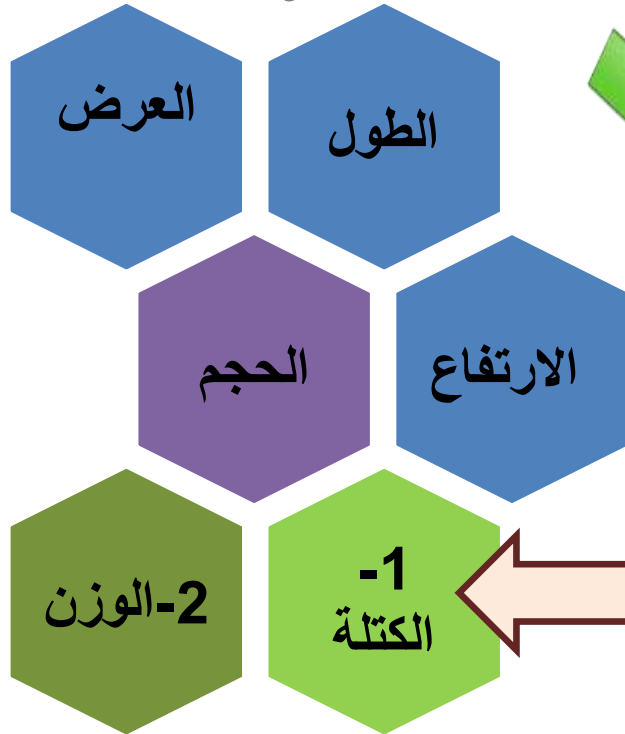 الطول
العرض
الارتفاع
الحجم
1-
الكتلة
2-الوزن